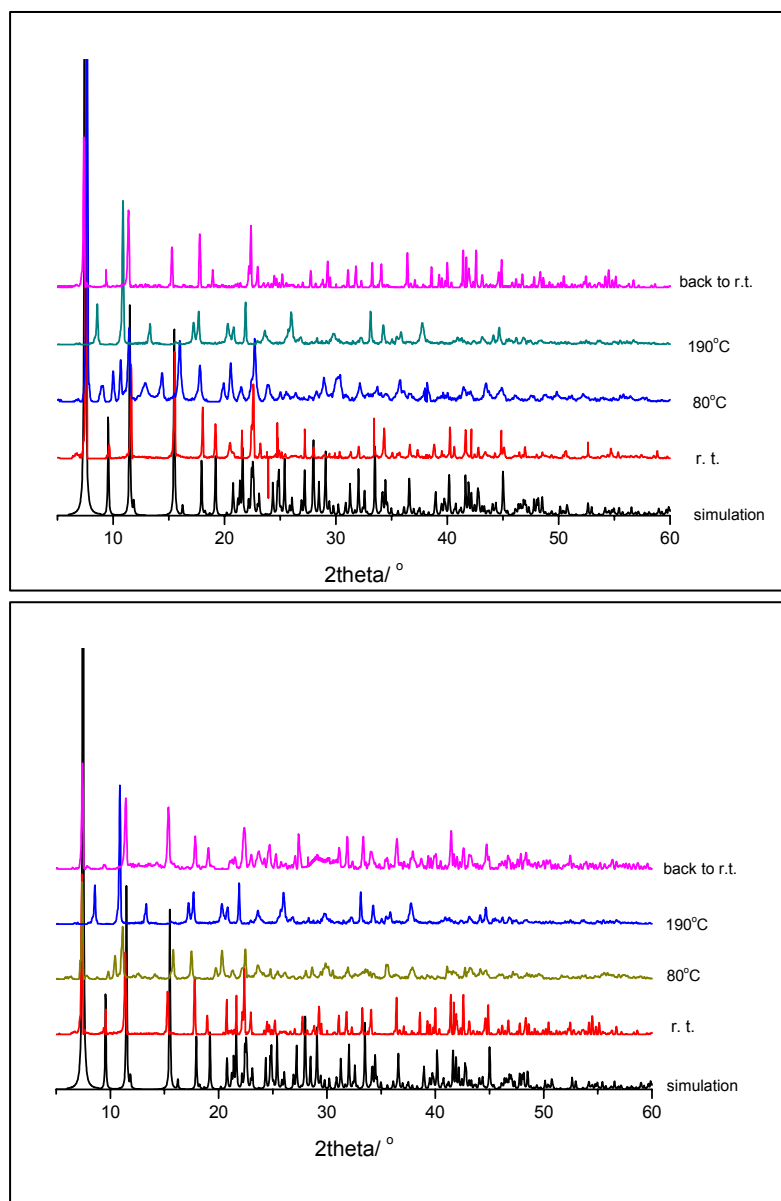 back to r.t.
190°C
80°C
r. t.
simulation
10 20 30 40 50 60
2theta/ °
back to r.t.
190°C
80°C
r. t.
simulation
10 20 30 40 50 60
2theta/ °